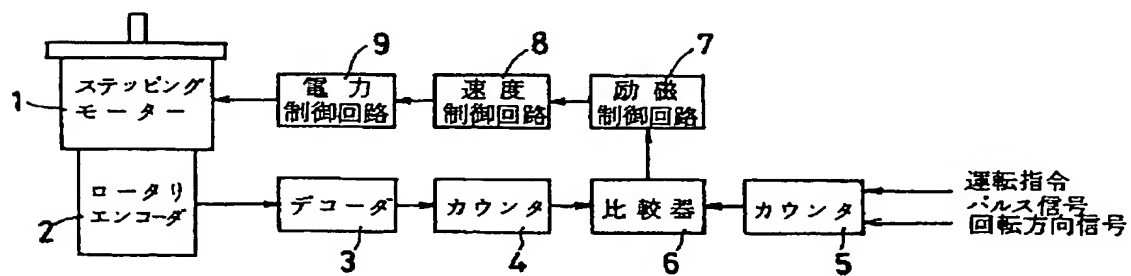 9
8
7
ステッピング
モーター
1
電力
制御回路
速度
制御回路
励磁
制御回路
ロータリ
エンコーダ
2
デコーダ
3
カウンタ
4
比較器
6
カウンタ
5
運転指令
パルス信号
回転方向信号